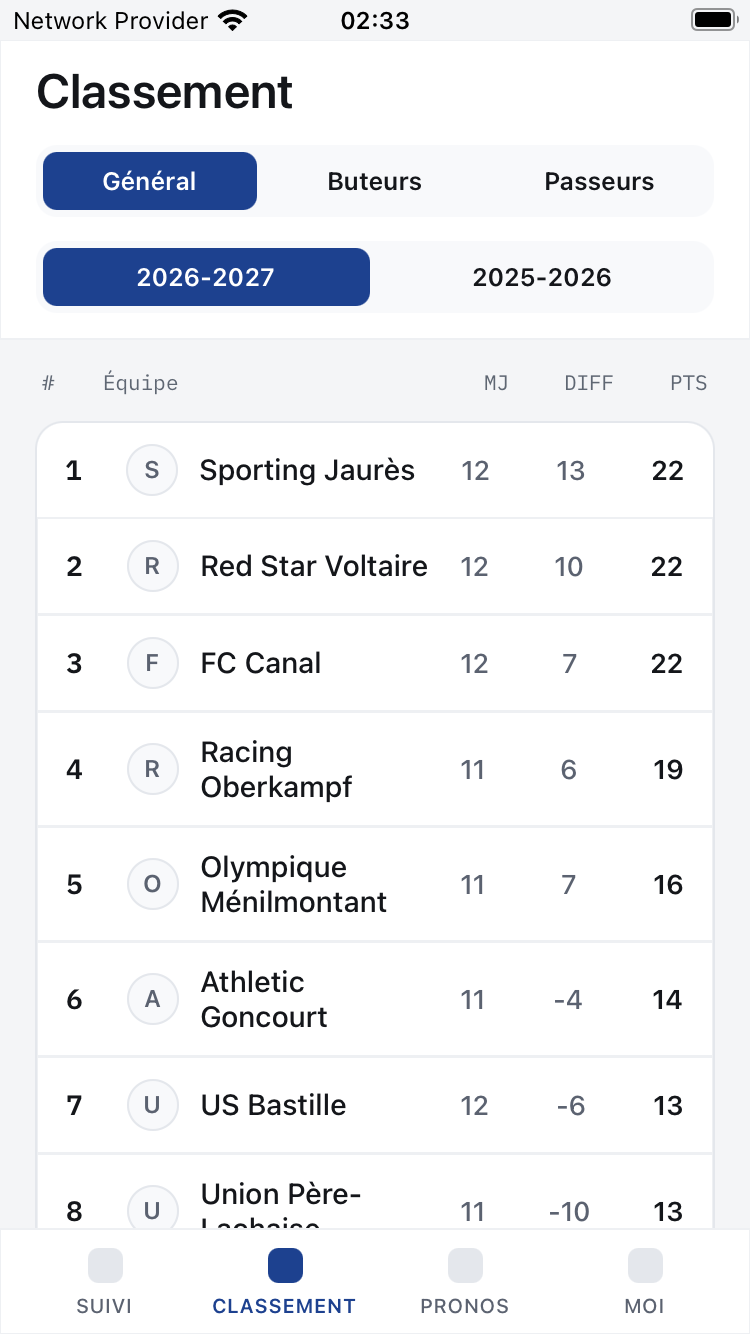 Network Provider 02:33
Classement
Général Buteurs Passeurs
2026-2027 2025-2026
# Équipe MJ DIFF PTS
1 S Sporting Jaurès 12 13 22
2 R Red Star Voltaire 12 10 22
3 F FC Canal 12 7 22
4 R Racing Oberkampf 11 6 19
5 O Olympique Ménilmontant 11 7 16
6 A Athletic Goncourt 11 -4 14
7 U US Bastille 12 -6 13
8 U Union Père- 11 -10 13
SUIVI CLASSEMENT PRONOS MOI